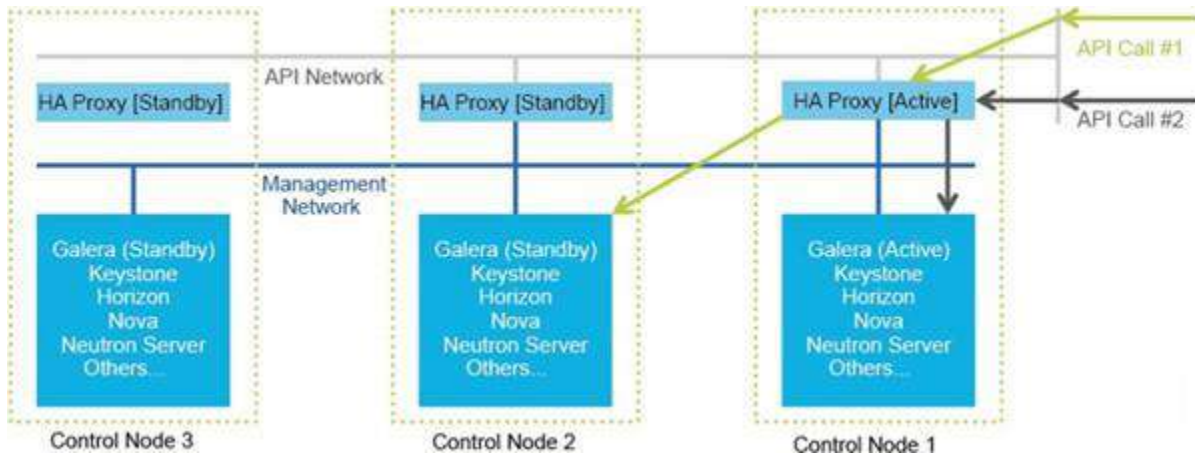 API Call #1
API Network
HA Proxy [Standby]
HA Proxy [Standby]
HA Proxy [Active]
API Call #2
Management
Network
Galera (Standby)
Keystone
Horizon
Nova
Neutron Server
Others...
Galera (Standby)
Keystone
Horizon
Nova
Neutron Server
Others...
Galera (Active)
Keystone
Horizon
Nova
Neutron Server
Others...
Control Node 3
Control Node 2
Control Node 1